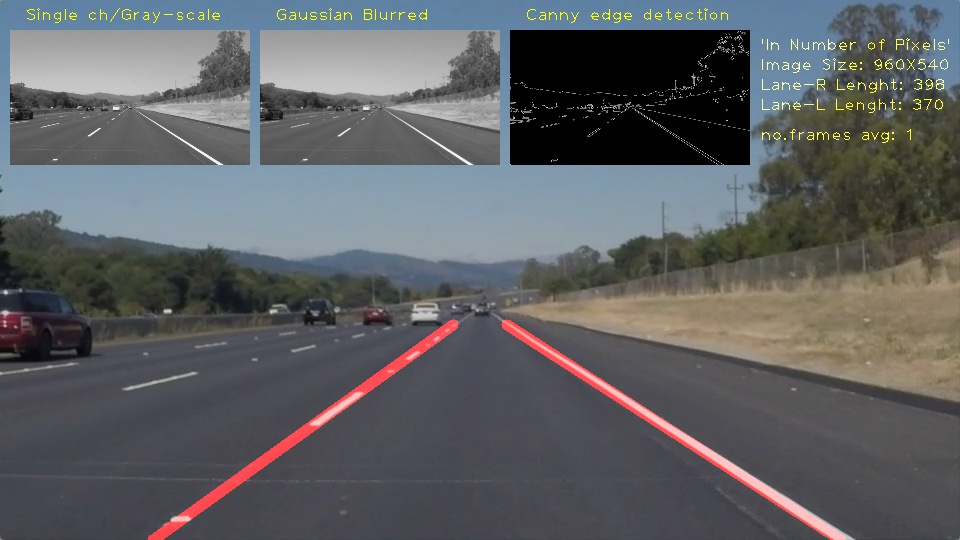 Single ch/Gray-scale
Gaussian Blurred
Canny edge detection
'In Number of Pixels'
Image Size: 960X540
Lane-R Lenght: 398
Lane-L Lenght: 370
no.frames avg: 1